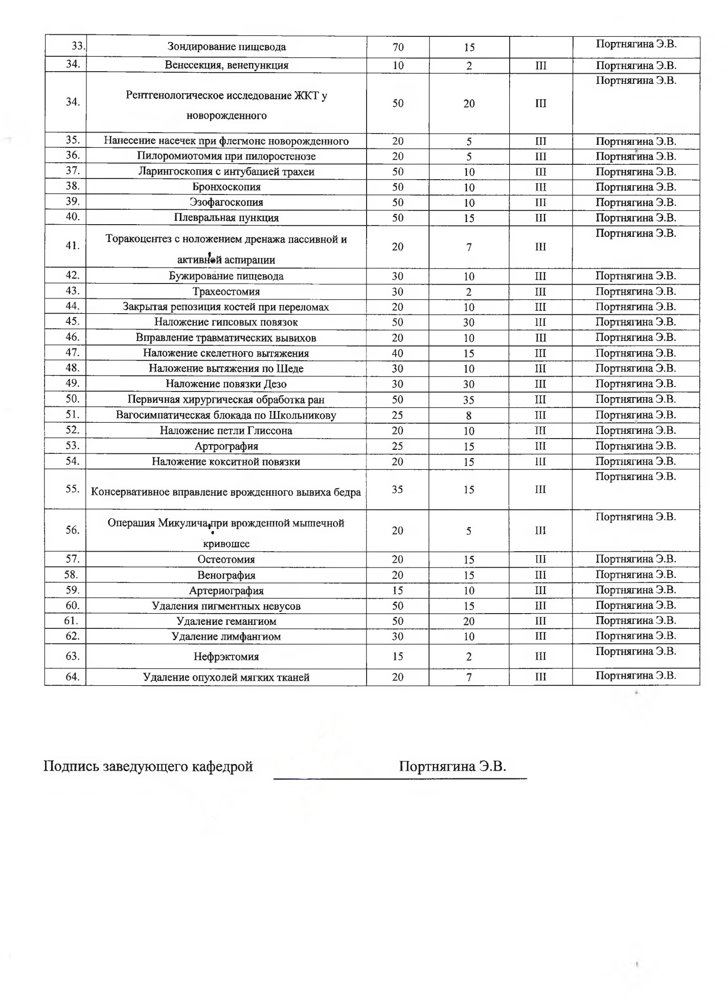 33. Зондирование пищевода 70 15 Портнягина Э.В.
34. Венесекция, венепункция 10 2 III Портнягина Э.В.
34. Рентгенологическое исследование ЖКТ у 50 20 III Портнягина Э.В.
новорожденного
35. Нанесение насечек при флегмоне новорожденного 20 5 III Портнягина Э.В.
36. Пилоромиотомия при пилоростенозе 20 5 III Портнягина Э.В.
37. Ларингоскопия с интубацией трахеи 50 10 III Портнягина Э.В.
38. Бронхоскопия 50 10 III Портнягина Э.В.
39. Эзофагоскопия 50 10 III Портнягина Э.В.
40. Плевральная пункция 50 15 III Портнягина Э.В.
41. Торакоцентез с ноложением дренажа пассивной и 20 7 III Портнягина Э.В.
активной аспирации
42. Бужирование пищевода 30 10 III Портнягина Э.В.
43. Трахеостомия 30 2 III Портнягина Э.В.
44. Закрытая репозиция костей при переломах 20 10 III Портнягина Э.В.
45. Наложение гипсовых повязок 50 30 III Портнягина Э.В.
46. Вправление травматических вывихов 20 10 III Портнягина Э.В.
47. Наложение скелетного вытяжения 40 15 III Портнягина Э.В.
48. Наложение вытяжения по Шеде 30 10 III Портнягина Э.В.
49. Наложение повязки Дезо 30 30 III Портнягина Э.В.
50. Первичная хирургическая обработка ран 50 35 III Портнягина Э.В.
51. Вагосимпатическая блокада по Школьникову 25 8 III Портнягина Э.В.
52. Наложение петли Глиссона 20 10 III Портнягина Э.В.
53. Артрография 25 15 III Портнягина Э.В.
54. Наложение кокситной повязки 20 15 III Портнягина Э.В.
55. Консервативное вправление врожденного вывиха бедра 35 15 III Портнягина Э.В.
56. Операция Микулича при врожденной мышечной 20 5 III Портнягина Э.В.
кривошее
57. Остеотомия 20 15 III Портнягина Э.В.
58. Венография 20 15 III Портнягина Э.В.
59. Артериография 15 10 III Портнягина Э.В.
60. Удаления пигментных невусов 50 15 III Портнягина Э.В.
61. Удаление гемангиом 50 20 III Портнягина Э.В.
62. Удаление лимфангиом 30 10 III Портнягина Э.В.
63. Нефрэктомия 15 2 III Портнягина Э.В.
64. Удаление опухолей мягких тканей 20 7 III Портнягина Э.В.
Подпись заведующего кафедрой Портнягина Э.В.